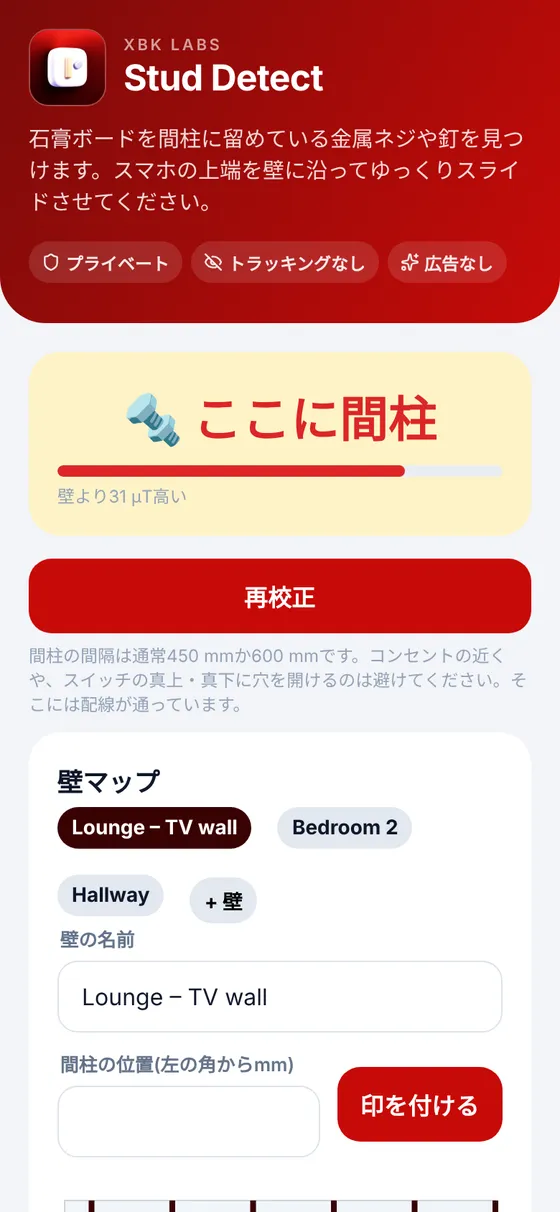 XBK LABS
Stud Detect
石膏ボードを間柱に留めている金属ネジや釘を見つ
けます。スマホの上端を壁に沿ってゆっくりスライ
ドさせてください。
プライベート
トラッキングなし
広告なし
ここに間柱
壁より31 µT高い
再校正
間柱の間隔は通常450 mmか600 mmです。コンセントの近く
や、スイッチの真上・真下に穴を開けるのは避けてください。そ
こには配線が通っています。
壁マップ
Lounge – TV wall
Bedroom 2
Hallway
+ 壁
壁の名前
Lounge – TV wall
間柱の位置(左の角からmm)
印を付ける